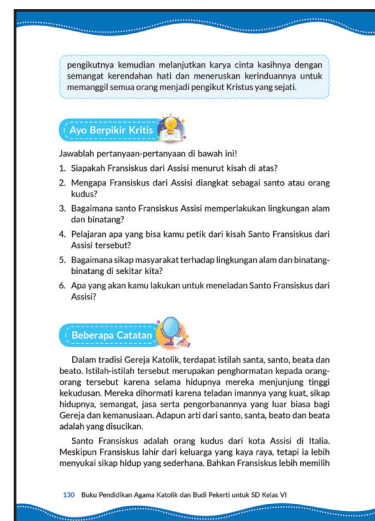 pengikutnya kemudian melanjutkan karya cinta kasihnya dengan
semangat kerendahan hati dan meneruskan kerinduannya untuk
memanggil semua orang menjadi pengikut Kristus yang sejati.
Ayo Berpikir Kritis
Jawablah pertanyaan-pertanyaan di bawah ini!
1. Siapakah Fransiskus dari Assisi menurut kisah di atas?
2. Mengapa Fransiskus dari Assisi diangkat sebagai santo atau orang
kudus?
3. Bagaimana santo Fransiskus Assisi memperlakukan lingkungan alam
dan binatang?
4. Pelajaran apa yang bisa kamu petik dari kisah Santo Fransiskus dari
Assisi tersebut?
5. Bagaimana sikap masyarakat terhadap lingkungan alam dan binatang-
binatang di sekitar kita?
6. Apa yang akan kamu lakukan untuk meneladan Santo Fransiskus dari
Assisi?
Beberapa Catatan
Dalam tradisi Gereja Katolik, terdapat istilah santa, santo, beata dan
beato. Istilah-istilah tersebut merupakan penghormatan kepada orang-
orang tersebut karena selama hidupnya mereka menjunjung tinggi
kekudusan. Mereka dihormati karena teladan imannya yang kuat, sikap
hidupnya, semangat, jasa serta pengorbanannya yang luar biasa bagi
Gereja dan kemanusiaan. Adapun arti dari santo, santa, beato dan beata
adalah yang disucikan.
Santo Fransiskus adalah orang kudus dari kota Assisi di Italia.
Meskipun Fransiskus lahir dari keluarga yang kaya raya, tetapi ia lebih
menyukai sikap hidup yang sederhana. Bahkan Fransiskus lebih memilih
130 Buku Pendidikan Agama Katolik dan Budi Pekerti untuk SD Kelas VI